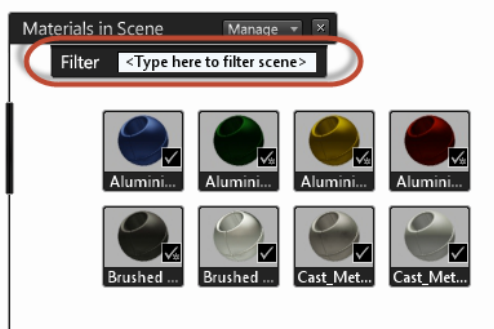 Materials in Scene Manage
Filter <Type here to filter scene>
Alumini... Alumini... Alumini... Alumini...
Brushed ... Brushed ... Cast_Met... Cast_Met...